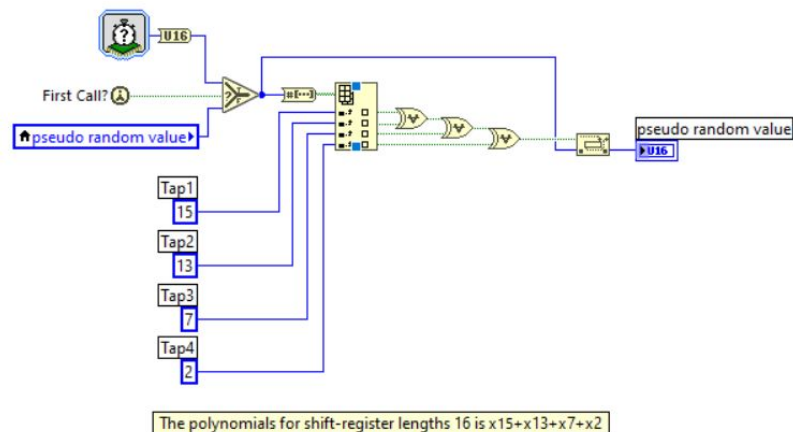 ?
U16
First Call?
?
T
F
#[...]
pseudo random value
pseudo random value
U16
Tap1
15
Tap2
13
Tap3
7
Tap4
2
The polynomials for shift-register lengths 16 is x15+x13+x7+x2